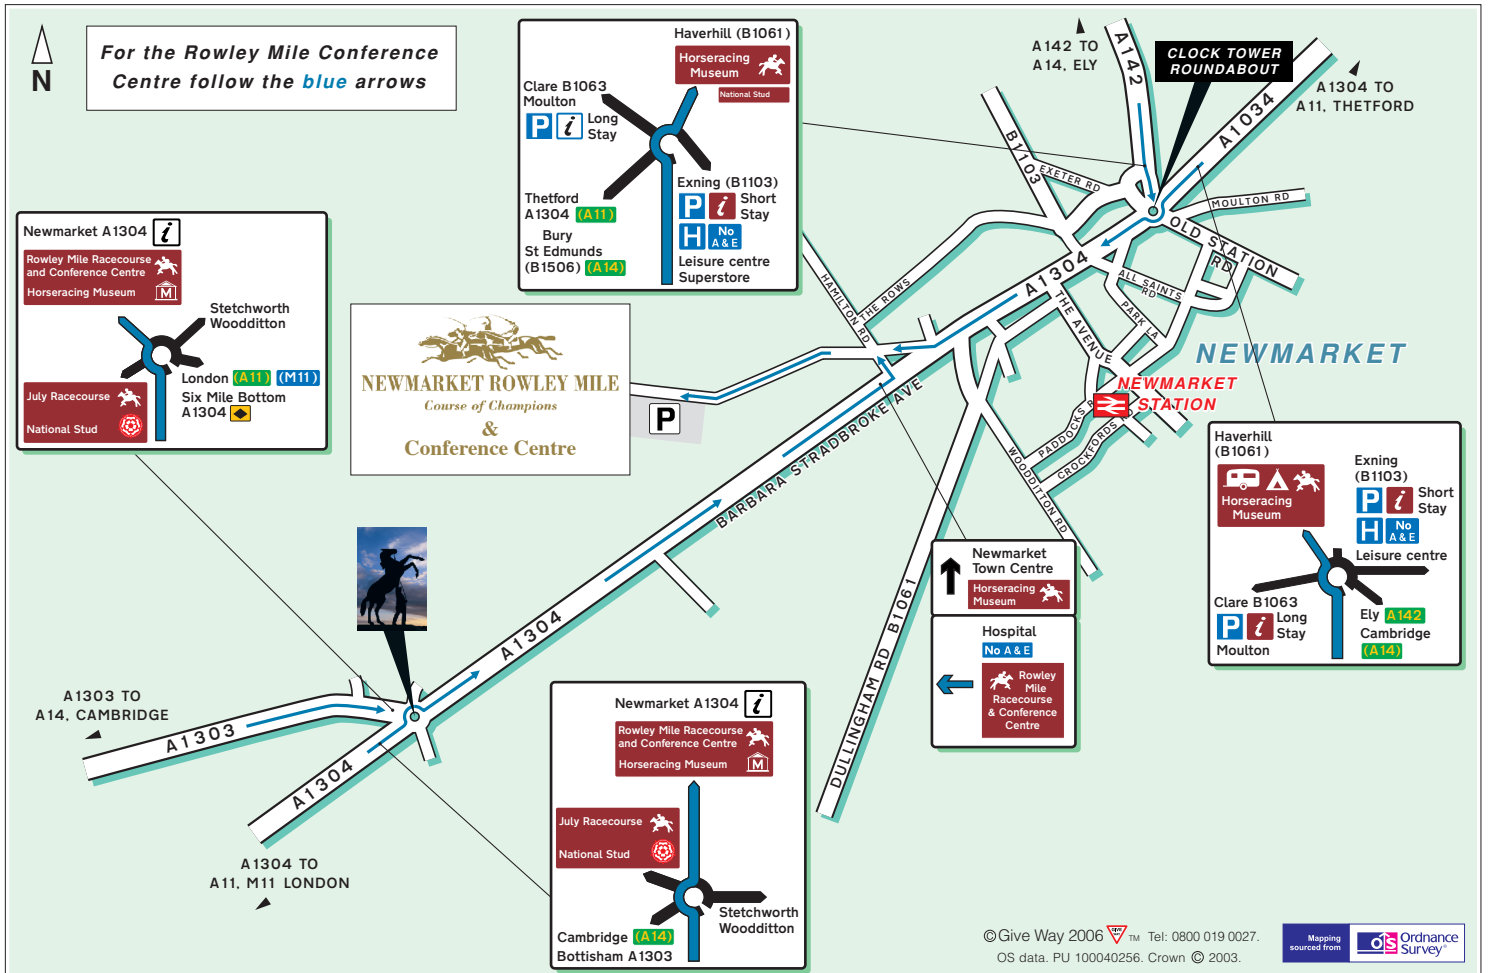 N
For the Rowley Mile Conference
Centre follow the blue arrows
Haverhill (B1061)
Horseracing
Museum
National Stud
Clare B1063
Moulton
P i Long
Stay
Thetford
A1304 (A11)
Bury
St Edmunds
(B1506) (A14)
Exning (B1103)
P i Short
Stay
H No
A & E
Leisure centre
Superstore
A142 TO
A14, ELY
A142
CLOCK TOWER
ROUNDABOUT
A1304 TO
A11, THETFORD
A1034
B1103
EXETER RD
MOULTON RD
OLD STATION
RD
ALL SAINTS
RD
PARK LA
THE AVENUE
A1304
THE ROWS
HAMILTON RD
NEWMARKET
NEWMARKET
STATION
PADDOCKS
CROCKFORDS
WOODDITTON RD
BARBARA STRADBROKE AVE
DULLINGHAM RD B1061
Newmarket A1304 i
Rowley Mile Racecourse
and Conference Centre
Horseracing Museum M
Stetchworth
Woodditton
London (A11) (M11)
Six Mile Bottom
A1304
July Racecourse
National Stud
NEWMARKET ROWLEY MILE
Course of Champions
&
Conference Centre
P
A1304
A1303 TO
A14, CAMBRIDGE
A1303
A1304
A1304 TO
A11, M11 LONDON
Newmarket A1304 i
Rowley Mile Racecourse
and Conference Centre
Horseracing Museum M
July Racecourse
National Stud
Stetchworth
Woodditton
Cambridge (A14)
Bottisham A1303
Newmarket
Town Centre
Horseracing
Museum
Hospital
No A & E
Rowley
Mile
Racecourse
& Conference
Centre
Haverhill
(B1061)
Horseracing
Museum
Exning
(B1103)
P i Short
Stay
H No
A & E
Leisure centre
Clare B1063
P i Long
Stay
Moulton
Ely A142
Cambridge
(A14)
© Give Way 2006 GIVE WAY TM Tel: 0800 019 0027.
OS data. PU 100040256. Crown © 2003.
Mapping
sourced from
OS Ordnance
Survey®